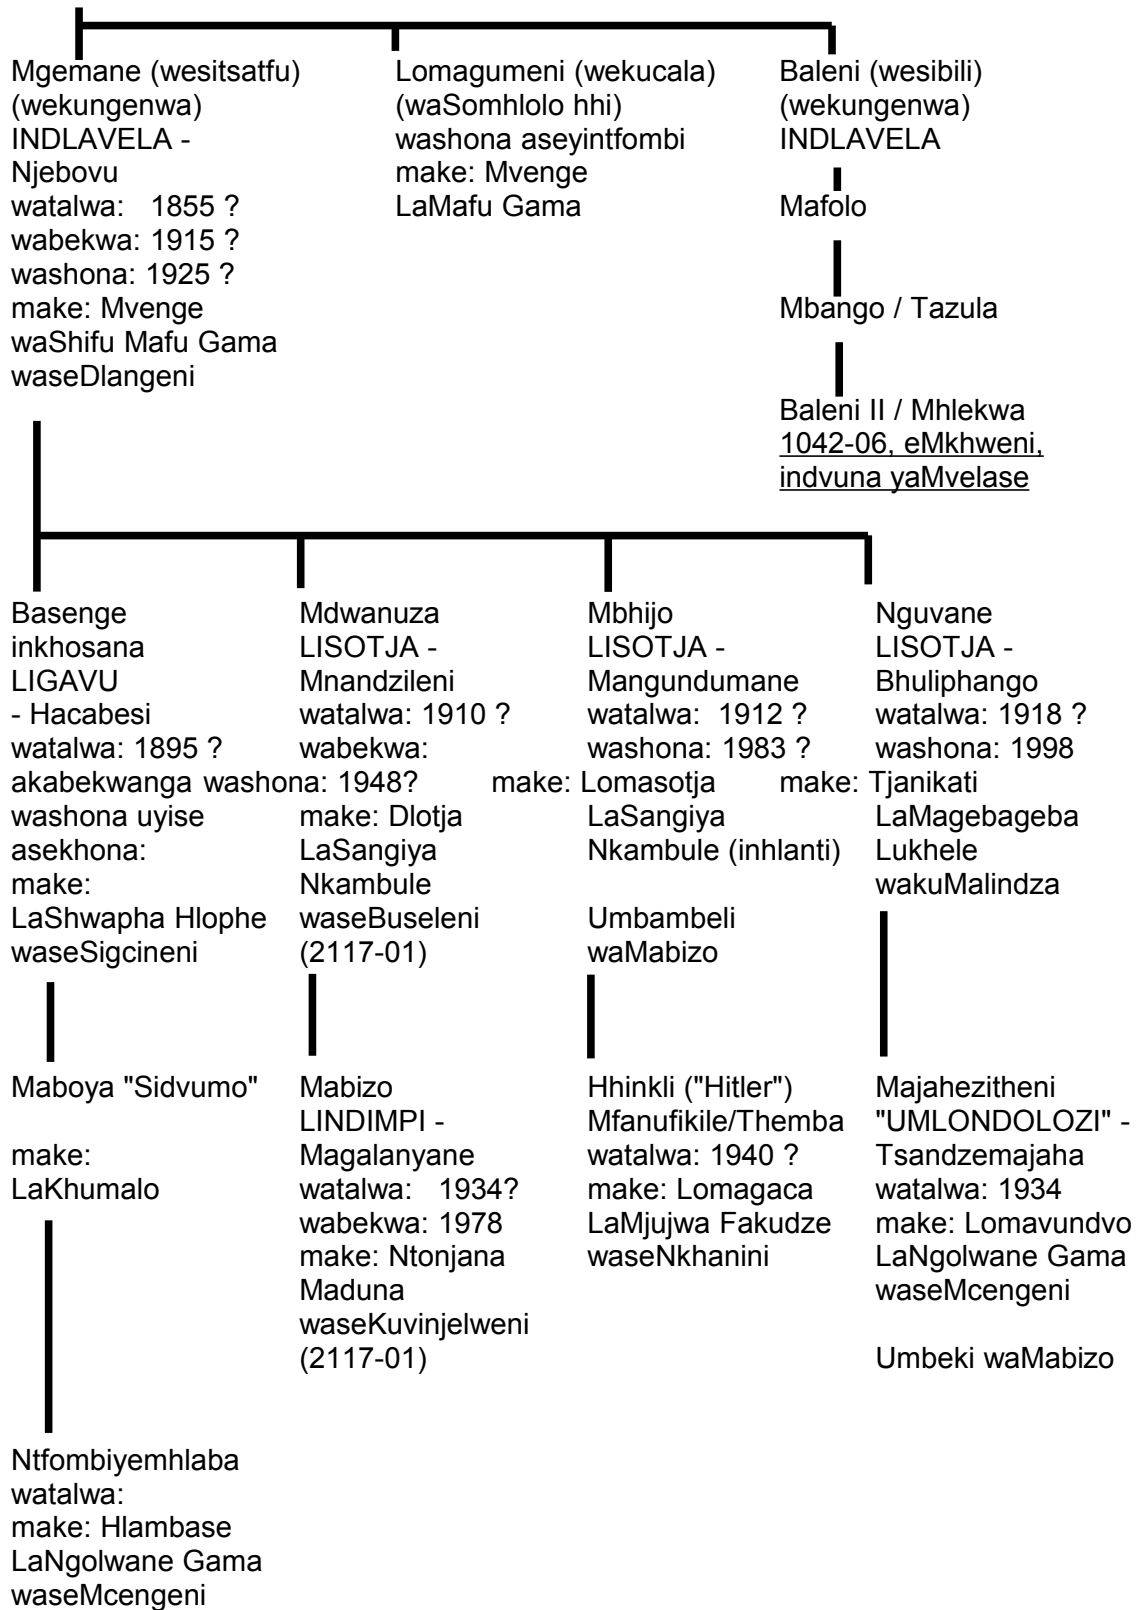 Mgemane (wesitsatfu)
(wekungenwa)
INDLAVELA -
Njebovu
watalwa: 1855 ?
wabekwa: 1915 ?
washona: 1925 ?
make: Mvenge
waShifu Mafu Gama
waseDlangeni
Lomagumeni (wekucala)
(waSomhlolo hhi)
washona aseyintfombi
make: Mvenge
LaMafu Gama
Baleni (wesibili)
(wekungenwa)
INDLAVELA
Mafolo
Mbango / Tazula
Baleni II / Mhlekwa
1042-06, eMkhweni,
indvuna yaMvelase
Basenge
inkhosana
LIGAVU
- Hacabesi
watalwa: 1895 ?
akabekwanga
washona uyise
asekhona:
make:
LaShwapha Hlophe
waseSigcineni
Mdwanuza
LISOTJA -
Mnandzileni
watalwa: 1910 ?
wabekwa:
washona: 1948?
make: Dlotja
LaSangiya
Nkambule
waseBuseleni
(2117-01)
Mbhijo
LISOTJA -
Mangundumane
watalwa: 1912 ?
washona: 1983 ?
make: Lomasotja
LaSangiya
Nkambule (inhlanti)
Umbambeli
waMabizo
Nguvane
LISOTJA -
Bhuliphango
watalwa: 1918 ?
washona: 1998
make: Tjanikati
LaMagebageba
Lukhele
wakuMalindza
Maboya "Sidvumo"
make:
LaKhumalo
Mabizo
LINDIMPI -
Magalanyane
watalwa: 1934?
wabekwa: 1978
make: Ntonjana
Maduna
waseKuvinjelweni
(2117-01)
Hhinkli ("Hitler")
Mfanufikile/Themba
watalwa: 1940 ?
make: Lomagaca
LaMjujwa Fakudze
waseNkhanini
Majahezitheni
"UMLONDOLOZI" -
Tsandzemajaha
watalwa: 1934
make: Lomavundvo
LaNgolwane Gama
waseMcengeni
Umbeki waMabizo
Ntfombiyemhlaba
watalwa:
make: Hlambase
LaNgolwane Gama
waseMcengeni